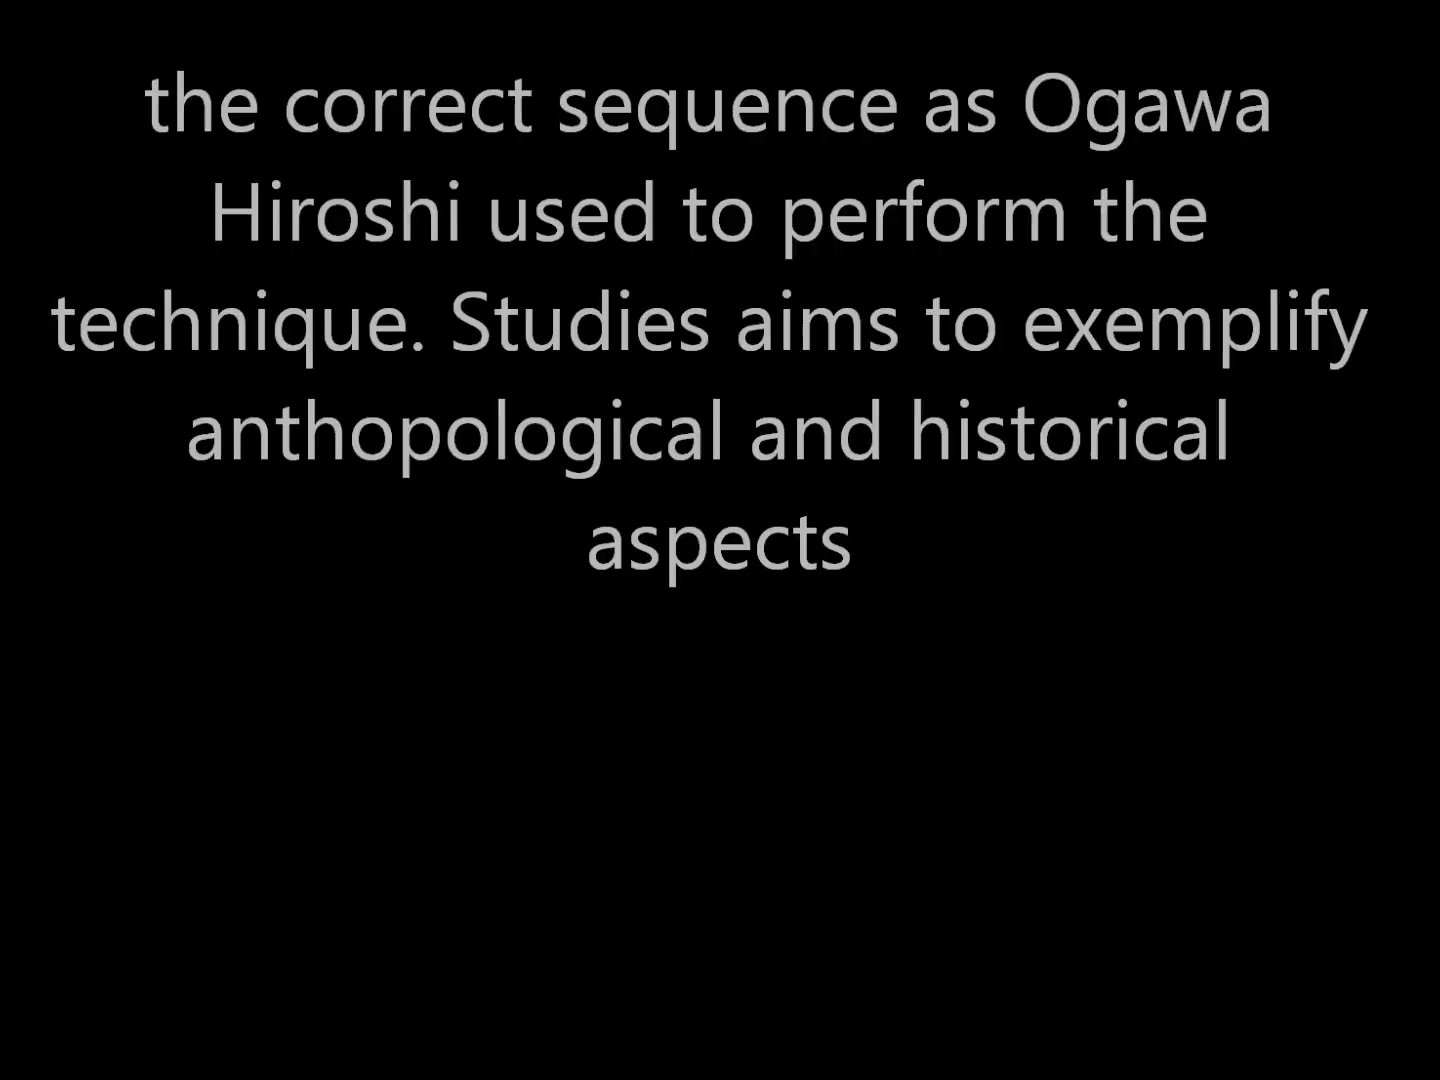 the correct sequence as Ogawa
Hiroshi used to perform the
technique. Studies aims to exemplify
anthopological and historical
aspects